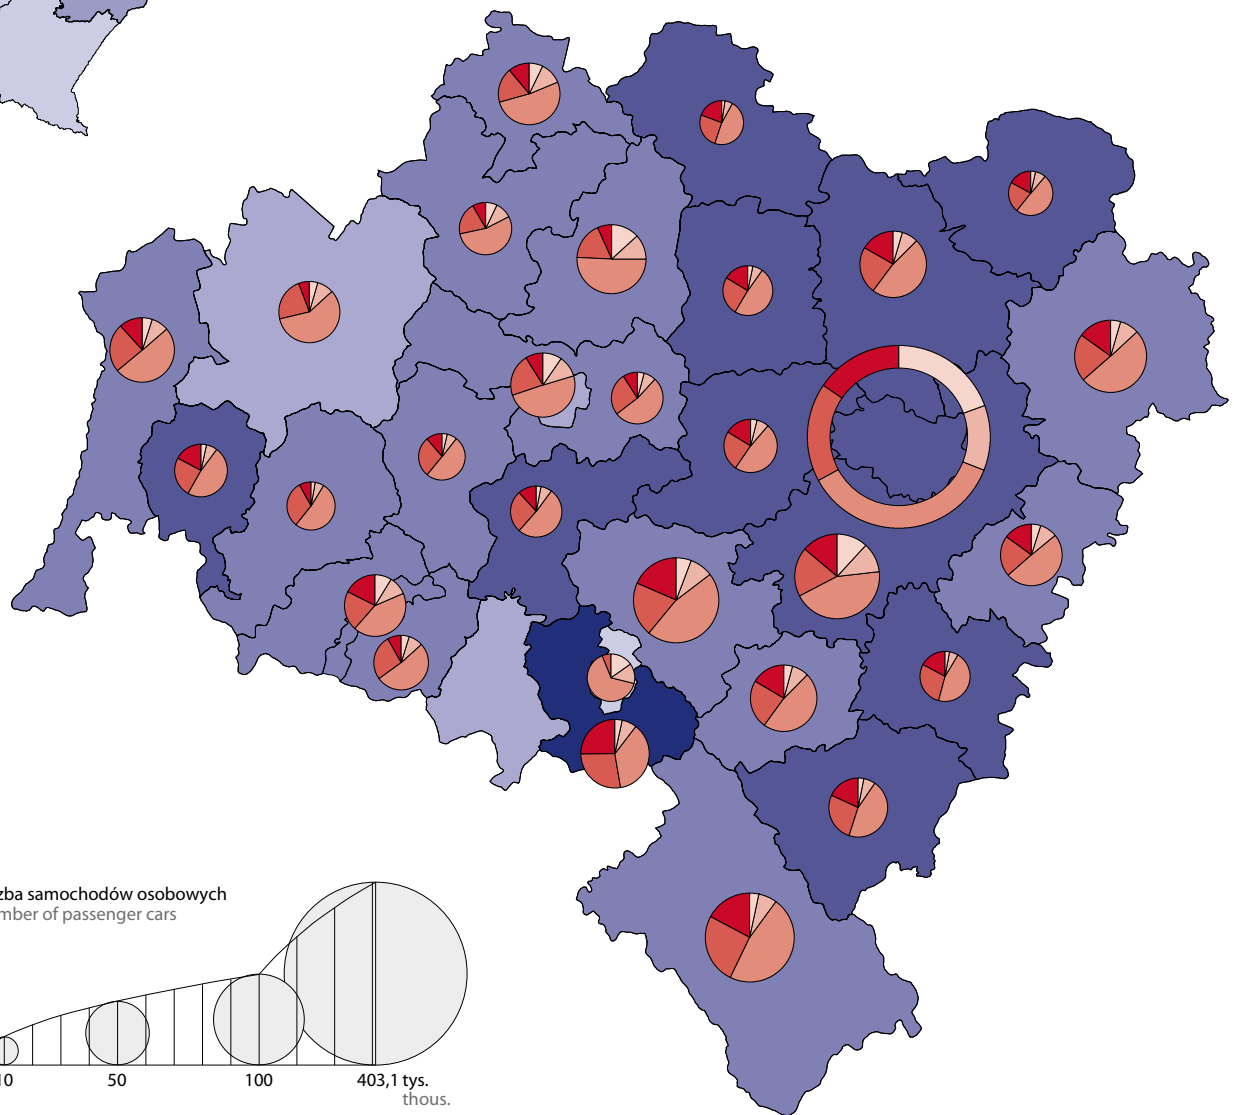 zba samochodów osobowych
mber of passenger cars
10 50 100 403,1 tys.
thous.